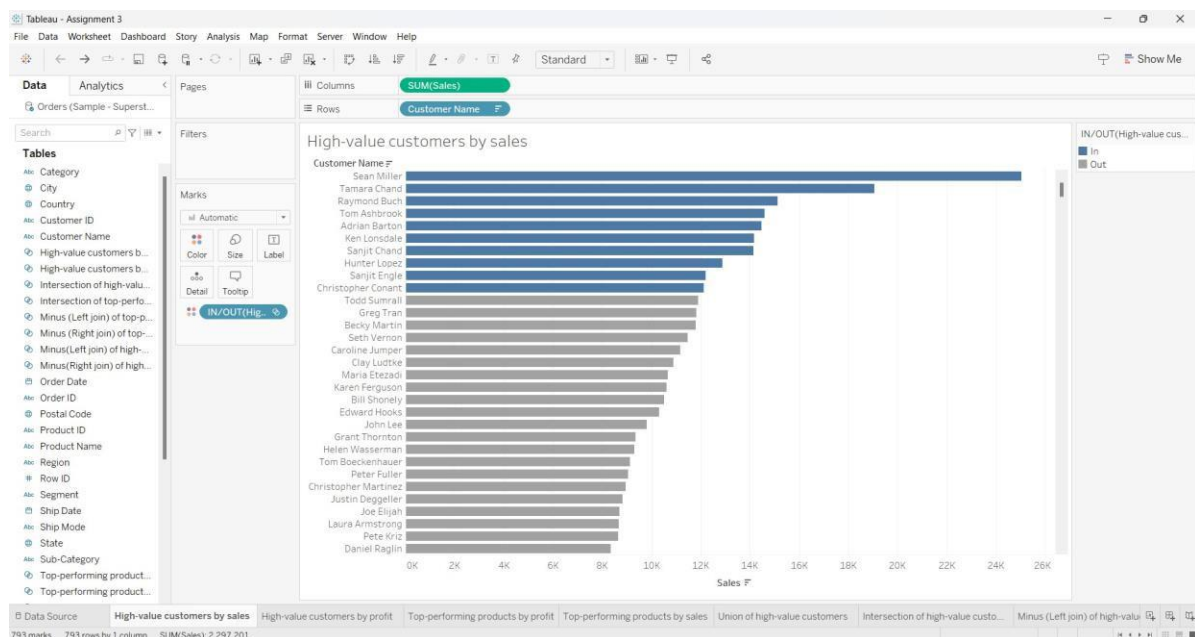 Tableau - Assignment 3
File Data Worksheet Dashboard Story Analysis Map Format Server Window Help
Standard
Show Me
Data Analytics
Orders (Sample - Superst...
Search
Tables
Category
City
Country
Customer ID
Customer Name
High-value customers b...
High-value customers b...
Intersection of high-valu...
Intersection of top-perfo...
Minus (Left join) of top-p...
Minus (Right join) of top-...
Minus(Left join) of high-...
Minus(Right join) of high...
Order Date
Order ID
Postal Code
Product ID
Product Name
Region
Row ID
Segment
Ship Date
Ship Mode
State
Sub-Category
Top-performing product...
Top-performing product...
Pages
Filters
Marks
Automatic
Color Size Label
Detail Tooltip
IN/OUT(Hig..
Columns SUM(Sales)
Rows Customer Name
High-value customers by sales
Customer Name
Sean Miller
Tamara Chand
Raymond Buch
Tom Ashbrook
Adrian Barton
Ken Lonsdale
Sanjit Chand
Hunter Lopez
Sanjit Engle
Christopher Conant
Todd Sumrall
Greg Tran
Becky Martin
Seth Vernon
Caroline Jumper
Clay Ludtke
Maria Etezadi
Karen Ferguson
Bill Shonely
Edward Hooks
John Lee
Grant Thornton
Helen Wasserman
Tom Boeckenhauer
Peter Fuller
Christopher Martinez
Justin Deggeller
Joe Elijah
Laura Armstrong
Pete Kriz
Daniel Raglin
0K 2K 4K 6K 8K 10K 12K 14K 16K 18K 20K 22K 24K 26K
Sales
IN/OUT(High-value cus...
In
Out
Data Source High-value customers by sales High-value customers by profit Top-performing products by profit Top-performing products by sales Union of high-value customers Intersection of high-value custo... Minus (Left join) of high-valu
793 marks 793 rows by 1 column SUM(Sales): 2,297,201